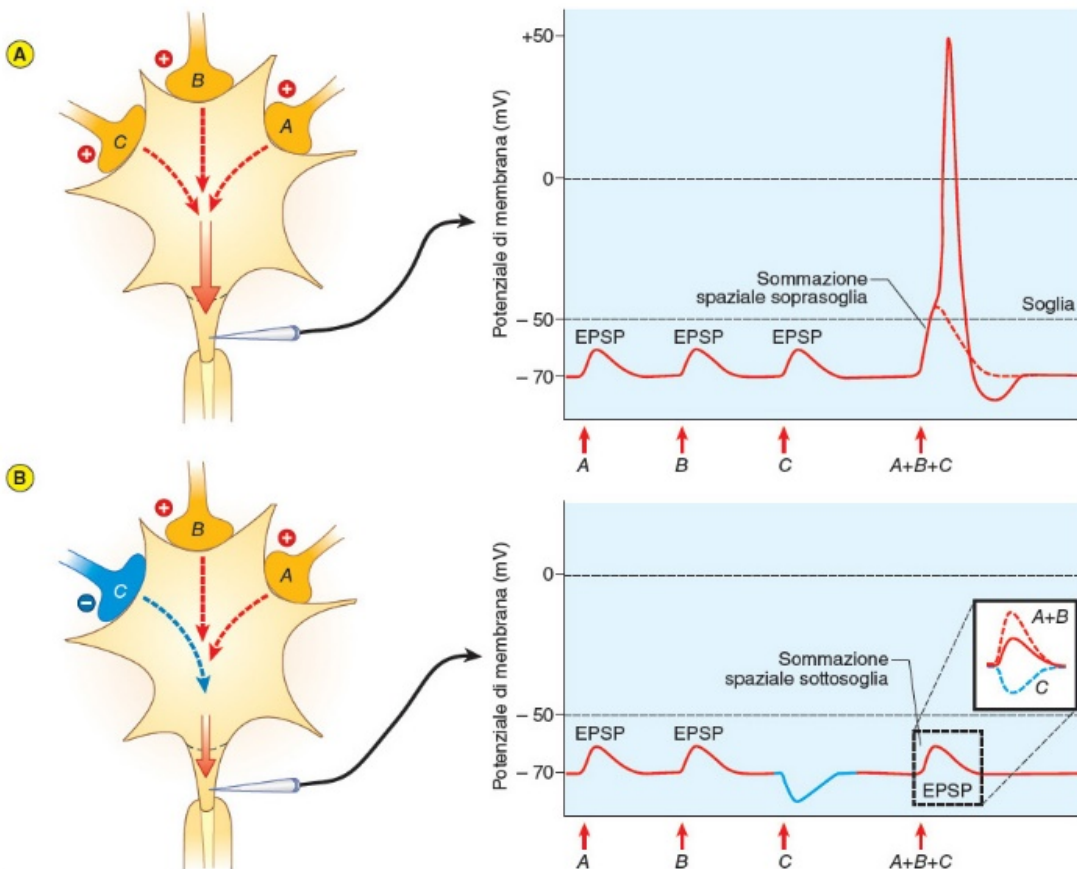 A
B
A
C
+
+
+
Potenziale di membrana (mV)
+50
0
– 50
– 70
Sommazione
spaziale soprasoglia
Soglia
EPSP
EPSP
EPSP
A
B
C
A+B+C
B
B
A
C
+
+
–
Potenziale di membrana (mV)
0
– 50
– 70
A+B
C
Sommazione
spaziale sottosoglia
EPSP
EPSP
EPSP
A
B
C
A+B+C